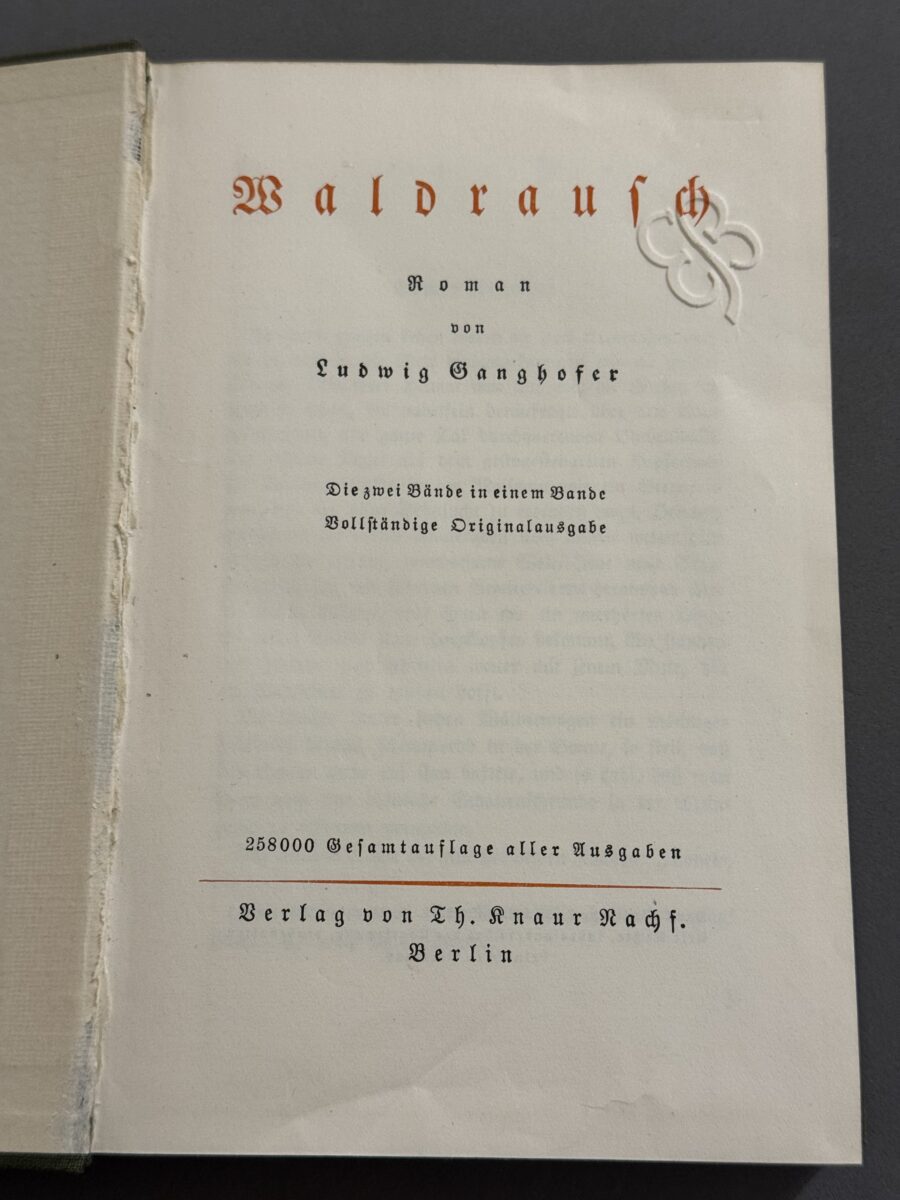 Waldrauſch
Roman
von
Ludwig Ganghofer
Die zwei Bände in einem Bande
Vollſtändige Originalausgabe
258000 Geſamtauflage aller Ausgaben
Verlag von Th. Knaur Nachf.
Berlin